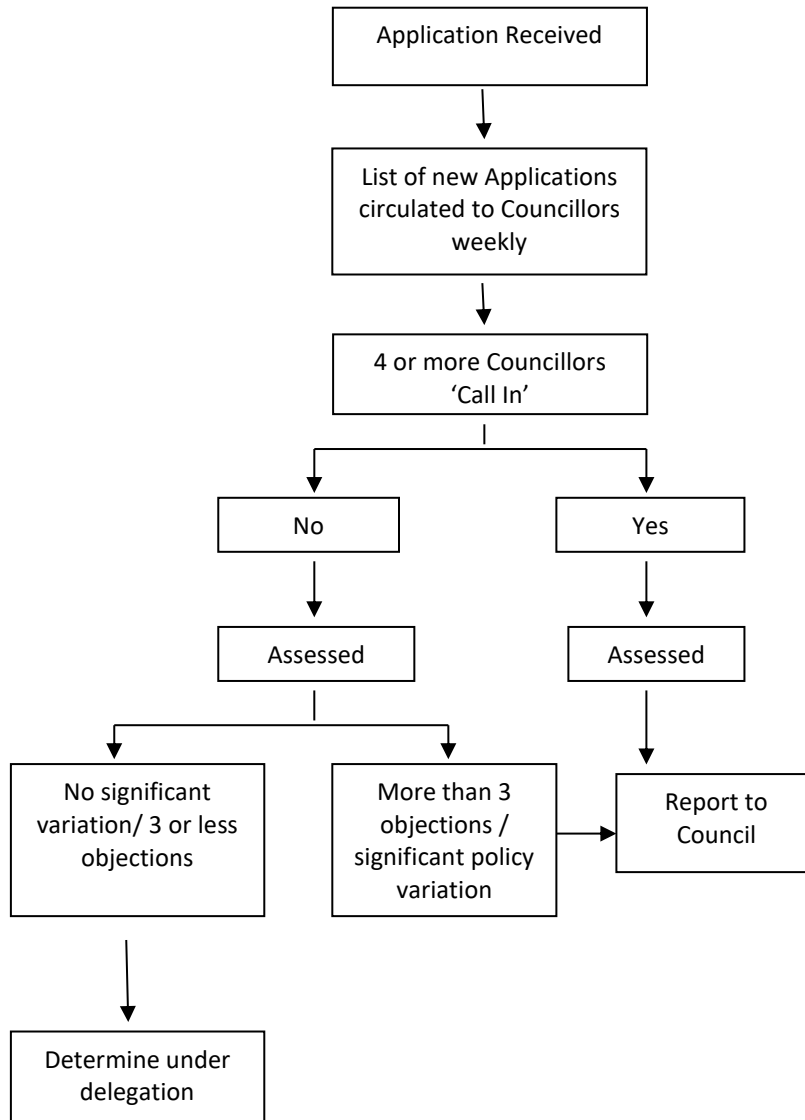 Application Received
List of new Applications
circulated to Councillors
weekly
4 or more Councillors
‘Call In’
No
Yes
Assessed
Assessed
No significant
variation/ 3 or less
objections
More than 3
objections /
significant policy
variation
Report to
Council
Determine under
delegation